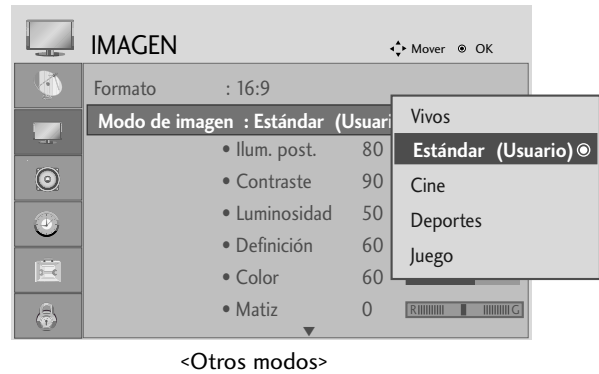 IMAGEN
Mover OK
Formato : 16:9
Modo de imagen : Estándar (Usuari
• Ilum. post. 80
• Contraste 90
• Luminosidad 50
• Definición 60
• Color 60
• Matiz 0
R G
Vivos
Estándar (Usuario)
Cine
Deportes
Juego
<Otros modos>